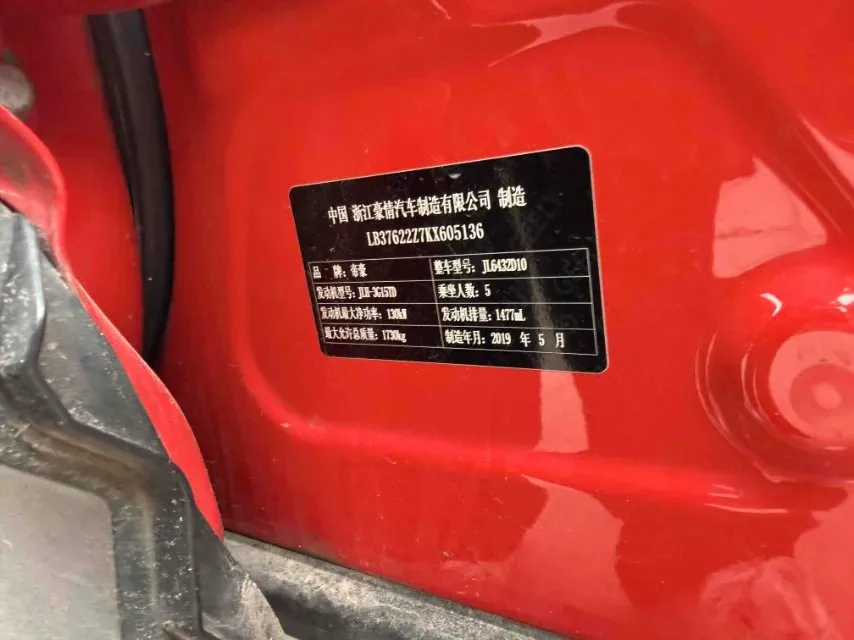 中国 浙江豪情汽车制造有限公司 制造
LB37622Z7KX605136
品 牌：帝豪 整车型号：JL6432D10
发动机型号：JLH-3G15TD 乘坐人数：5
发动机最大净功率：130kW 发动机排量：1477mL
最大允许总质量：1730kg 制造年月：2019 年 5 月